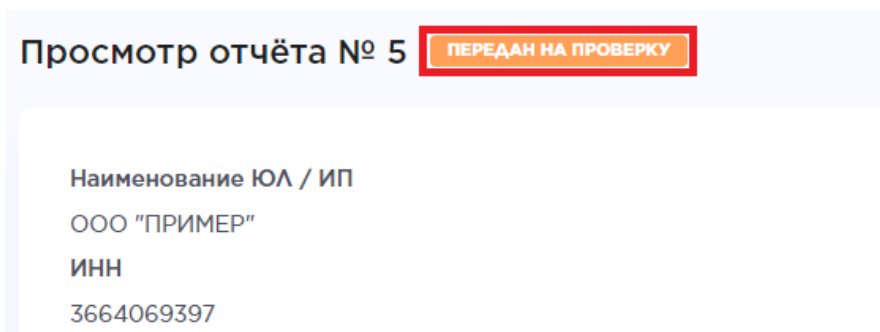 Просмотр отчёта № 5 ПЕРЕДАН НА ПРОВЕРКУ
Наименование ЮЛ / ИП
ООО "ПРИМЕР"
ИНН
3664069397